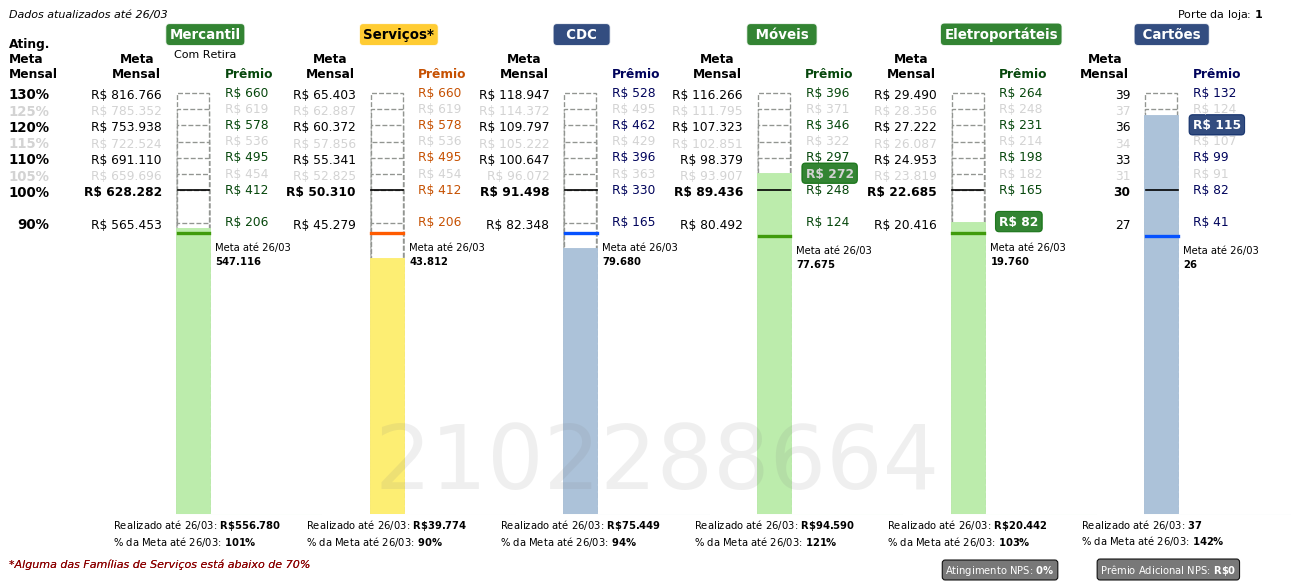 Dados atualizados até 26/03
Porte da loja: 1
Mercantil Serviços* CDC Móveis Eletroportáteis Cartões
Com Retira
Ating. Meta Mensal
Meta Mensal Prêmio Meta Mensal Prêmio Meta Mensal Prêmio Meta Mensal Prêmio Meta Mensal Prêmio Meta Mensal Prêmio
130% R$ 816.766 R$ 660 R$ 65.403 R$ 660 R$ 118.947 R$ 528 R$ 116.266 R$ 396 R$ 29.490 R$ 264 39 R$ 132
125% R$ 785.352 R$ 619 R$ 62.887 R$ 619 R$ 114.372 R$ 495 R$ 111.795 R$ 371 R$ 28.356 R$ 248 37 R$ 124
120% R$ 753.938 R$ 578 R$ 60.372 R$ 578 R$ 109.797 R$ 462 R$ 107.323 R$ 346 R$ 27.222 R$ 231 36 R$ 115
115% R$ 722.524 R$ 536 R$ 57.856 R$ 536 R$ 105.222 R$ 429 R$ 102.851 R$ 322 R$ 26.087 R$ 214 34 R$ 107
110% R$ 691.110 R$ 495 R$ 55.341 R$ 495 R$ 100.647 R$ 396 R$ 98.379 R$ 297 R$ 24.953 R$ 198 33 R$ 99
105% R$ 659.696 R$ 454 R$ 52.825 R$ 454 R$ 96.072 R$ 363 R$ 93.907 R$ 272 R$ 23.819 R$ 182 31 R$ 91
100% R$ 628.282 R$ 412 R$ 50.310 R$ 412 R$ 91.498 R$ 330 R$ 89.436 R$ 248 R$ 22.685 R$ 165 30 R$ 82
90% R$ 565.453 R$ 206 R$ 45.279 R$ 206 R$ 82.348 R$ 165 R$ 80.492 R$ 124 R$ 20.416 R$ 82 27 R$ 41
Meta até 26/03 Meta até 26/03 Meta até 26/03 Meta até 26/03 Meta até 26/03 Meta até 26/03
547.116 43.812 79.680 77.675 19.760 26
2102288664
Realizado até 26/03: R$556.780 Realizado até 26/03: R$39.774 Realizado até 26/03: R$75.449 Realizado até 26/03: R$94.590 Realizado até 26/03: R$20.442 Realizado até 26/03: 37
% da Meta até 26/03: 101% % da Meta até 26/03: 90% % da Meta até 26/03: 94% % da Meta até 26/03: 121% % da Meta até 26/03: 103% % da Meta até 26/03: 142%
*Alguma das Famílias de Serviços está abaixo de 70%
Atingimento NPS: 0% Prêmio Adicional NPS: R$0